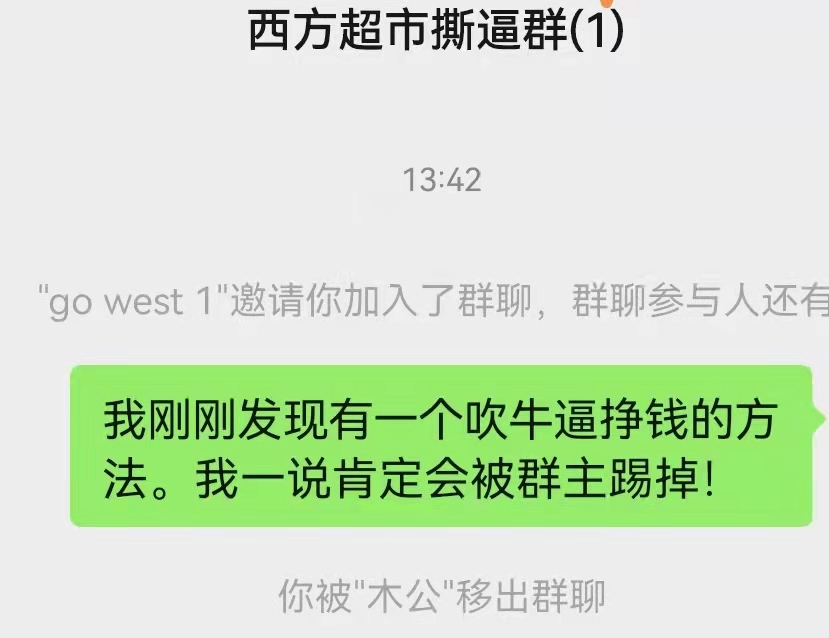 西方超市撕逼群(1)
13:42
"go west 1"邀请你加入了群聊，群聊参与人还有
我刚刚发现有一个吹牛逼挣钱的方
法。我一说肯定会被群主踢掉！
你被"木公"移出群聊